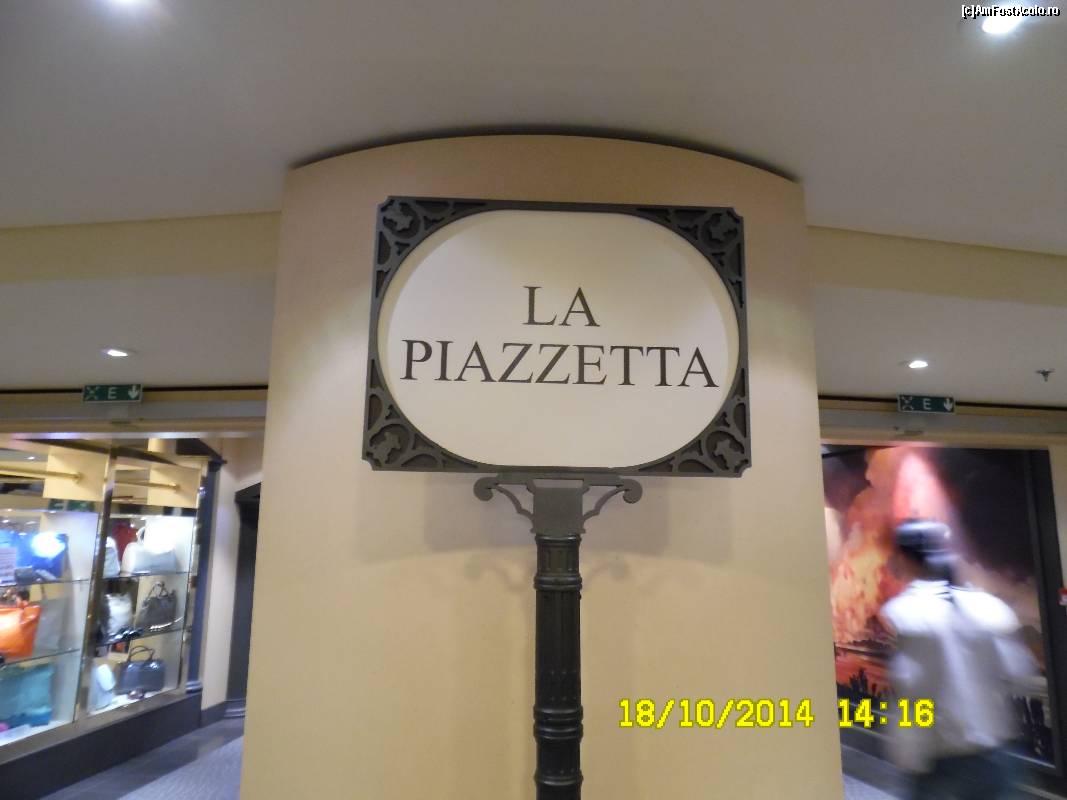 [c]AmFostAcolo.ro
LA
PIAZZETTA
E
E
18/10/2014 14:16